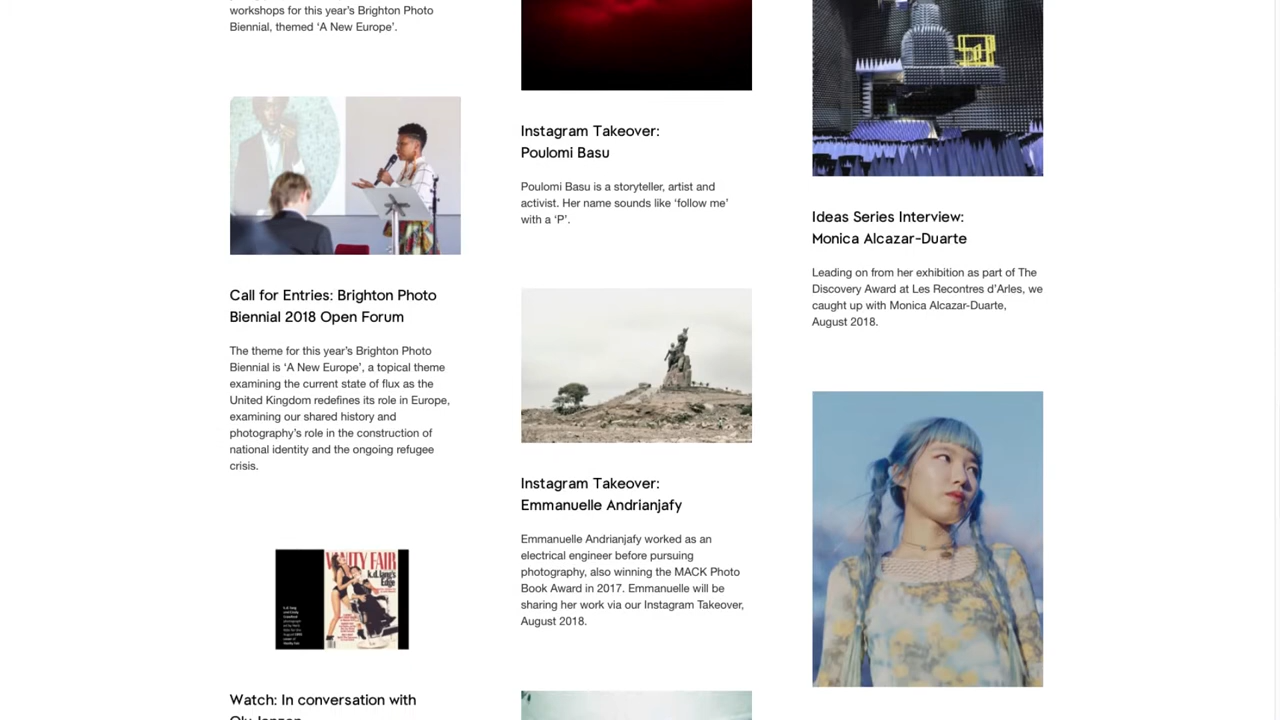 workshops for this year’s Brighton Photo
Biennial, themed ‘A New Europe’.
Call for Entries: Brighton Photo
Biennial 2018 Open Forum
The theme for this year’s Brighton Photo
Biennial is ‘A New Europe’, a topical theme
examining the current state of flux as the
United Kingdom redefines its role in Europe,
examining our shared history and
photography’s role in the construction of
national identity and the ongoing refugee
crisis.
VANITY FAIR
k.d. lang's
Edge
Watch: In conversation with
Instagram Takeover:
Poulomi Basu
Poulomi Basu is a storyteller, artist and
activist. Her name sounds like ‘follow me’
with a ‘P’.
Instagram Takeover:
Emmanuelle Andrianjafy
Emmanuelle Andrianjafy worked as an
electrical engineer before pursuing
photography, also winning the MACK Photo
Book Award in 2017. Emmanuelle will be
sharing her work via our Instagram Takeover,
August 2018.
Ideas Series Interview:
Monica Alcazar-Duarte
Leading on from her exhibition as part of The
Discovery Award at Les Recontres d’Arles, we
caught up with Monica Alcazar-Duarte,
August 2018.